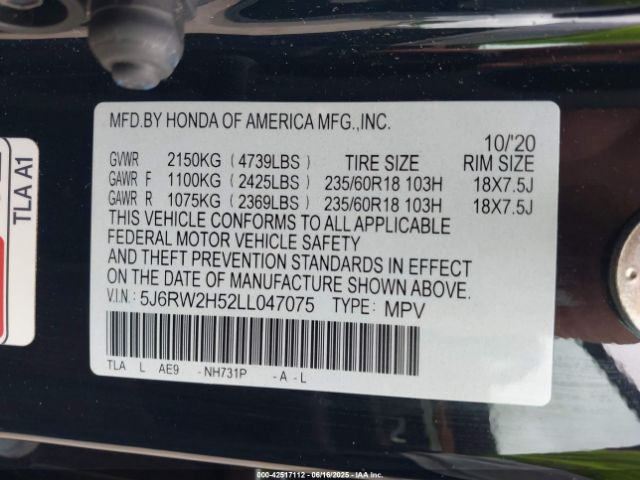 MFD.BY HONDA OF AMERICA MFG.,INC.
10/'20
GVWR 2150KG (4739LBS) TIRE SIZE RIM SIZE
GAWR F 1100KG (2425LBS) 235/60R18 103H 18X7.5J
GAWR R 1075KG (2369LBS) 235/60R18 103H 18X7.5J
THIS VEHICLE CONFORMS TO ALL APPLICABLE
FEDERAL MOTOR VEHICLE SAFETY
AND THEFT PREVENTION STANDARDS IN EFFECT
ON THE DATE OF MANUFACTURE SHOWN ABOVE.
V.I.N: 5J6RW2H52LL047075 TYPE: MPV
TLA L AE9 -NH731P -A-L
TLA A1
000-42517112 - 06/16/2025 - IAAI.com